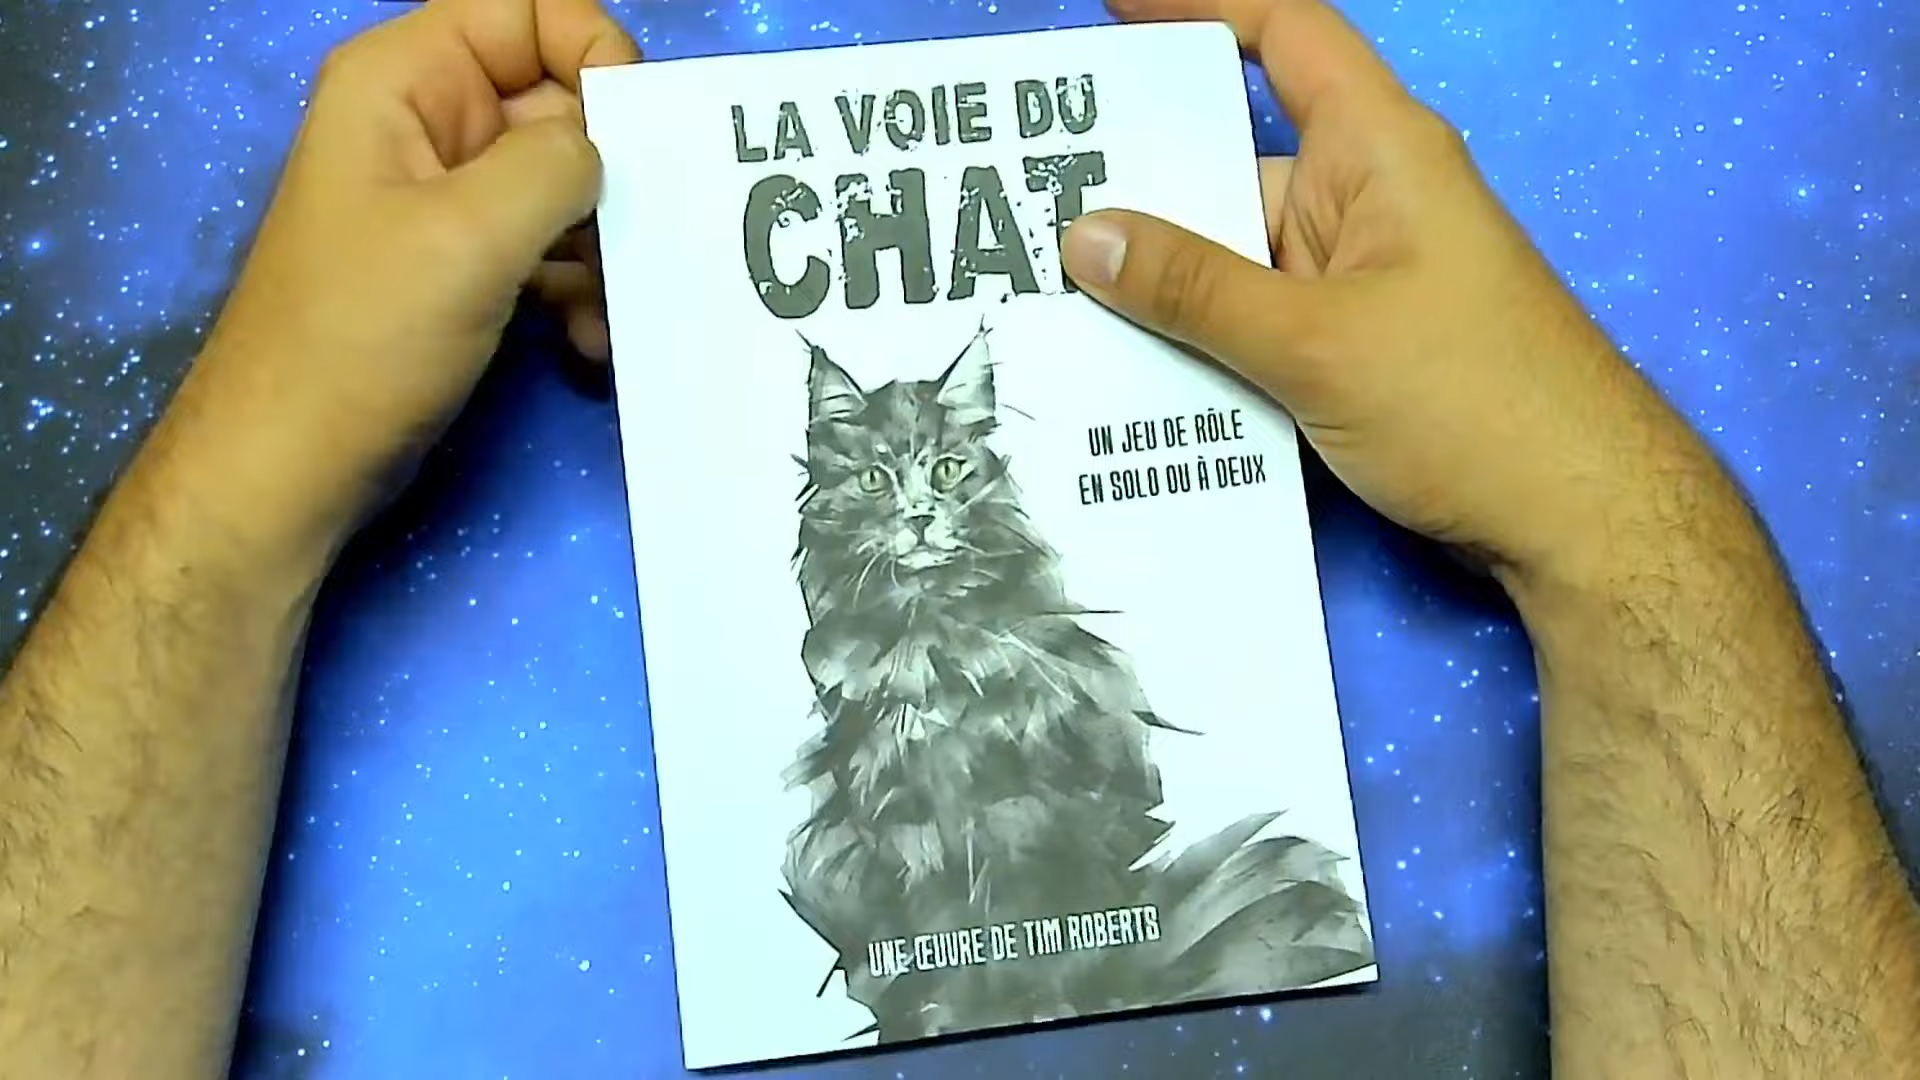 LA VOIE DU
CHAT
UN JEU DE RÔLE
EN SOLO OU À DEUX
UNE ŒUVRE DE TIM ROBERTS